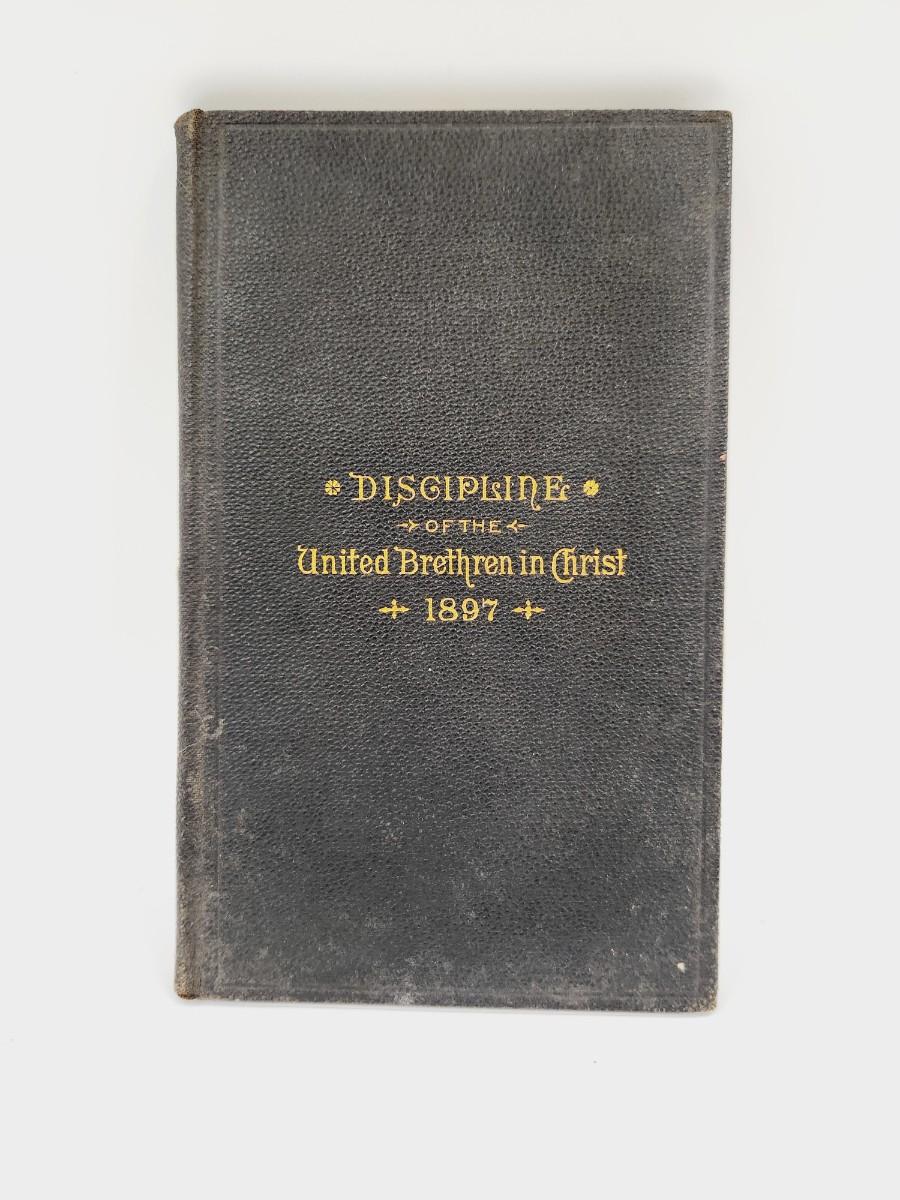 DISCIPLINE
OF THE
United Brethren in Christ
1897